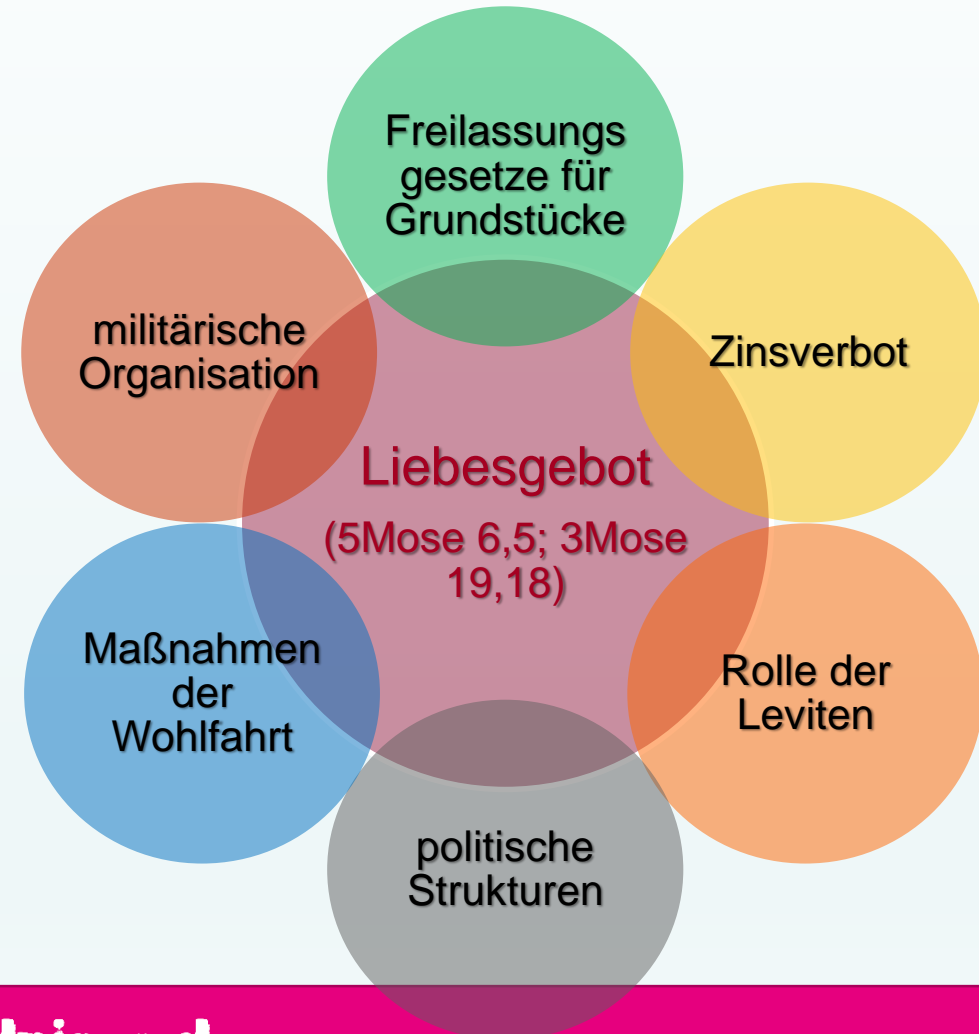 Freilassungs
gesetze für
Grundstücke
militärische
Organisation
Zinsverbot
Liebesgebot
(5Mose 6,5; 3Mose
19,18)
Maßnahmen
der
Wohlfahrt
Rolle der
Leviten
politische
Strukturen